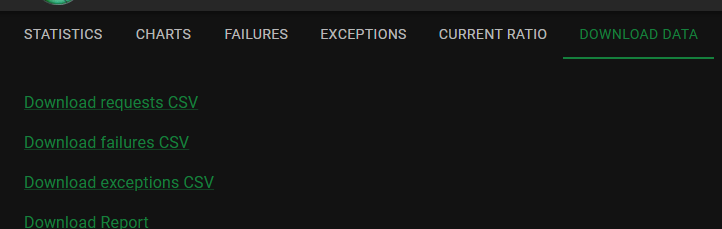 STATISTICS CHARTS FAILURES EXCEPTIONS CURRENT RATIO DOWNLOAD DATA
Download requests CSV
Download failures CSV
Download exceptions CSV
Download Report